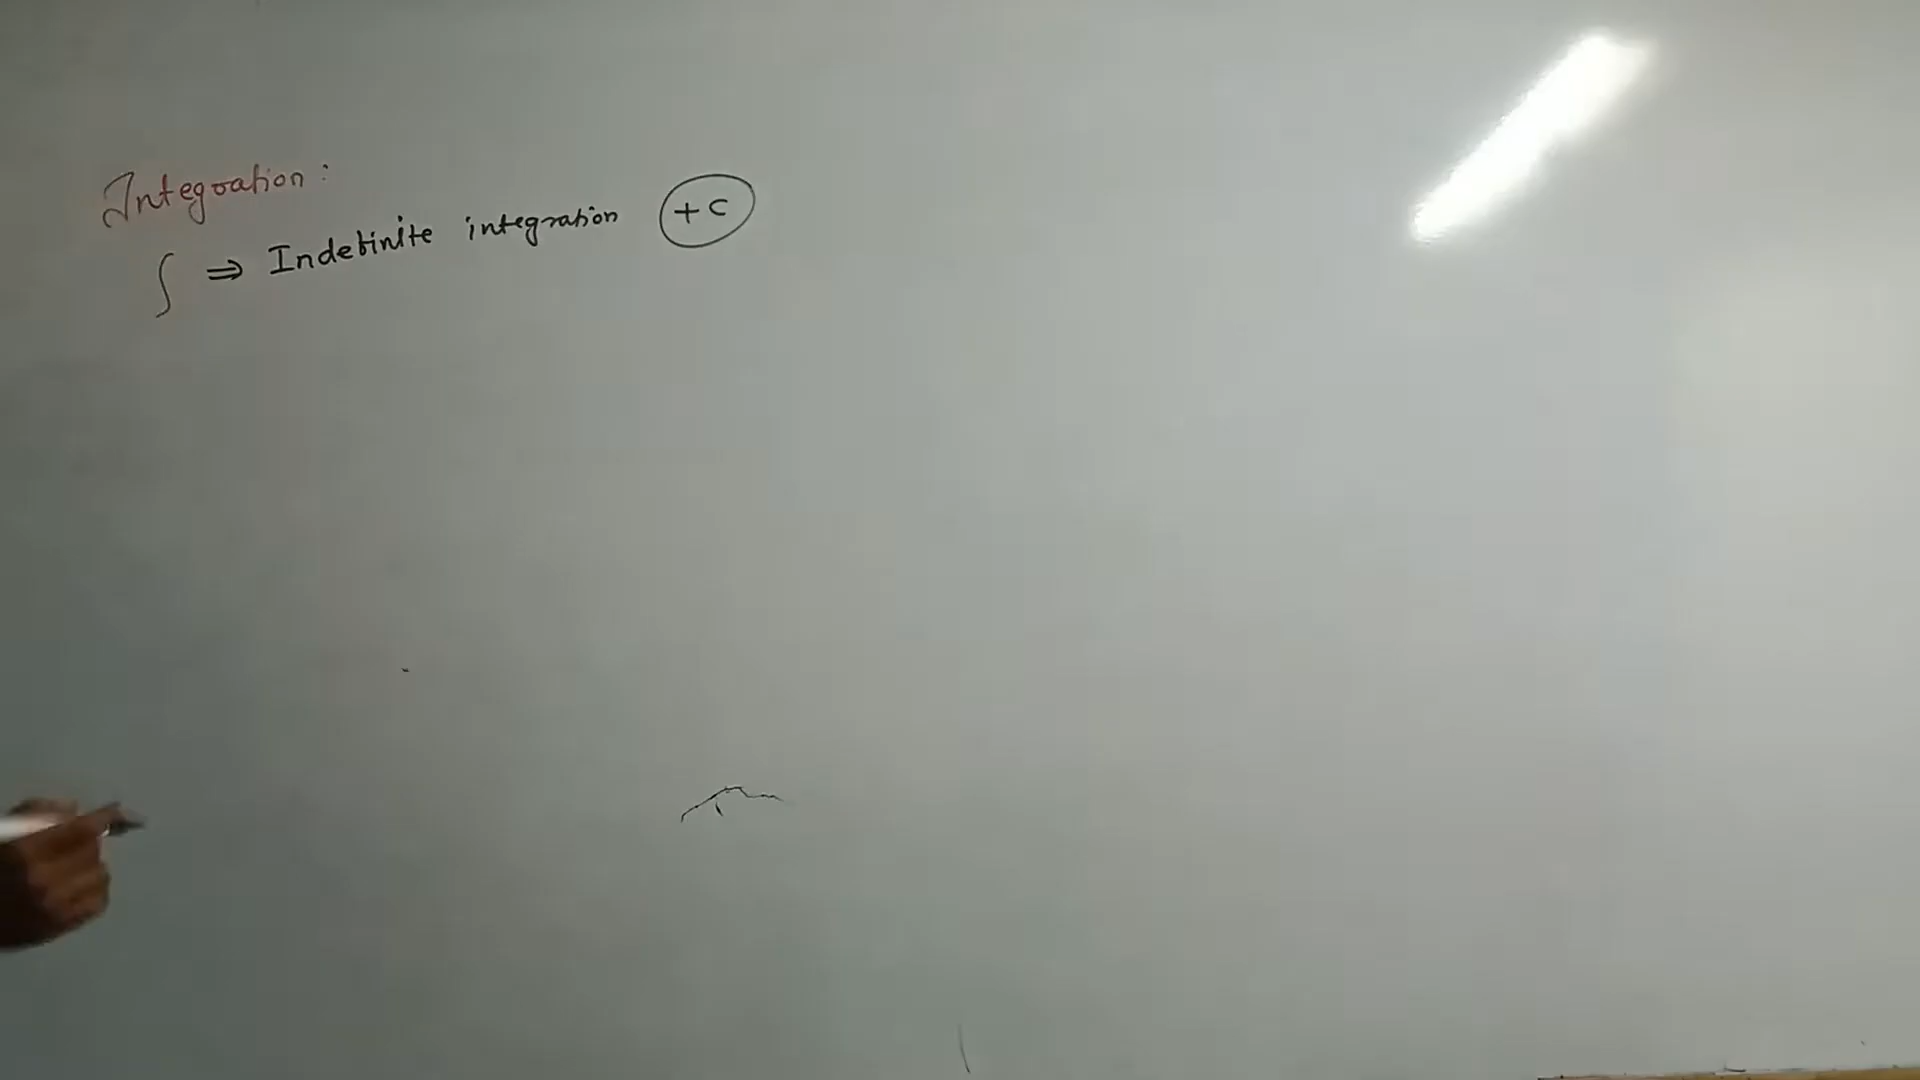 Integration :
∫ ⇒ Indefinite integration +C